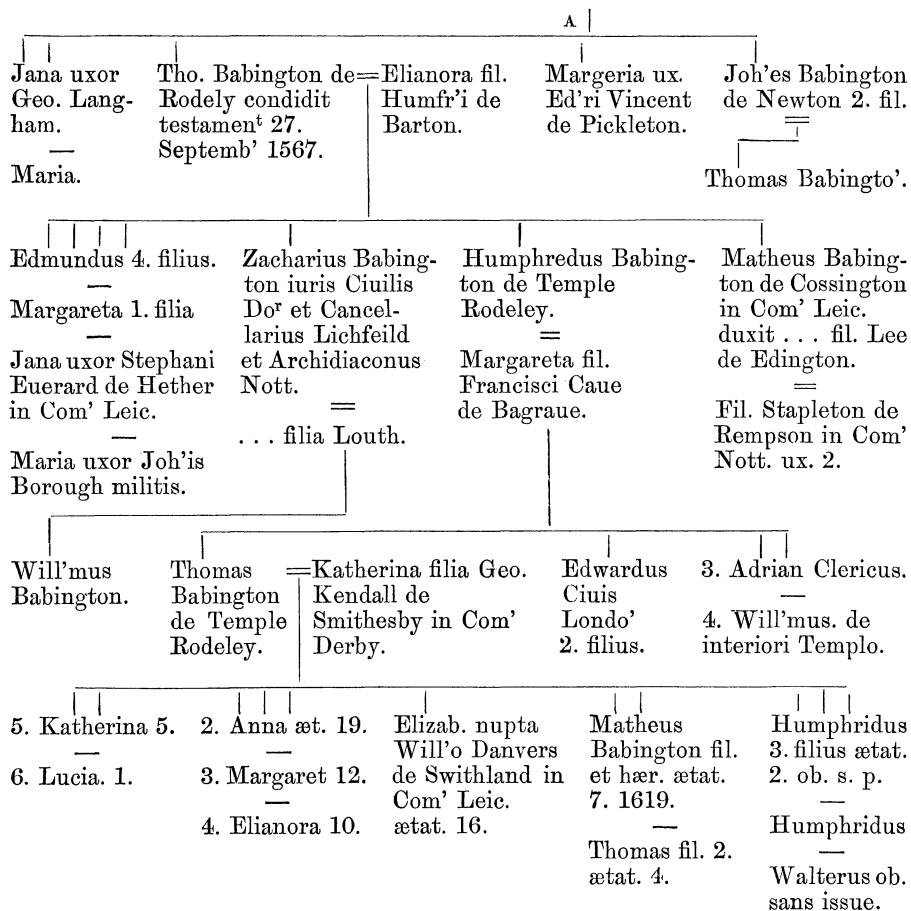 A
Jana uxor
Geo. Lang-
ham.
—
Maria.
Tho. Babington de
Rodely condidit
testamenᵗ 27.
Septemb’ 1567.
=Elianora fil.
Humfr’i de
Barton.
Margeria ux.
Ed’ri Vincent
de Pickleton.
Joh’es Babington
de Newton 2. fil.
=
Thomas Babingto’.
Edmundus 4. filius.
—
Margareta 1. filia
—
Jana uxor Stephani
Euerard de Hether
in Com’ Leic.
—
Maria uxor Joh’is
Borough militis.
Zacharius Babing-
ton iuris Ciuilis
Doʳ et Cancel-
larius Lichfeild
et Archidiaconus
Nott.
=
. . . filia Louth.
Humphredus Babing-
ton de Temple
Rodeley.
=
Margareta fil.
Francisci Caue
de Bagraue.
Matheus Babing-
ton de Cossington
in Com’ Leic.
duxit . . . fil. Lee
de Edington.
=
Fil. Stapleton de
Rempson in Com’
Nott. ux. 2.
Will’mus
Babington.
Thomas
Babington
de Temple
Rodeley.
=Katherina filia Geo.
Kendall de
Smithesby in Com’
Derby.
Edwardus
Ciuis
Londo’
2. filius.
3. Adrian Clericus.
—
4. Will’mus. de
interiori Templo.
5. Katherina 5.
—
6. Lucia. 1.
2. Anna æt. 19.
—
3. Margaret 12.
—
4. Elianora 10.
Elizab. nupta
Will’o Danvers
de Swithland in
Com’ Leic.
ætat. 16.
Matheus
Babington fil.
et hær. ætat.
7. 1619.
—
Thomas fil. 2.
ætat. 4.
Humphridus
3. filius ætat.
2. ob. s. p.
—
Humphridus
—
Walterus ob.
sans issue.